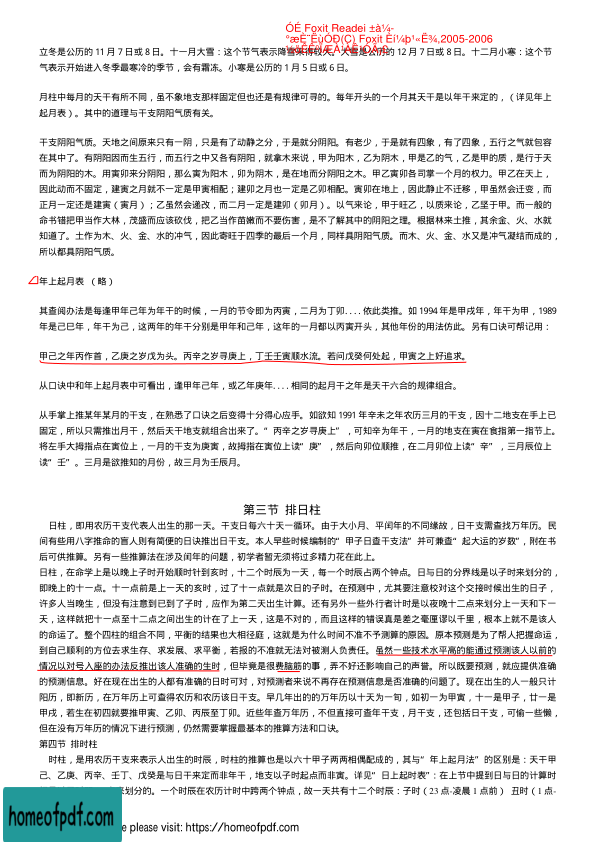 ÓÉ Foxit Reader ±à¼­
°æÈ¨ËùÓÐ(C) Foxit Èí¼þ¹«Ë¾,2005-2006
立冬是公历的 11 月 7 日或 8 日。十一月大雪：这个节气表示降雪来得较大。大雪是公历的 12 月 7 日或 8 日。十二月小寒：这个节
气表示开始进入冬季最寒冷的季节，会有霜冻。小寒是公历的 1 月 5 日或 6 日。
月柱中每月的天干有所不同，虽不象地支那样固定但也还是有规律可寻的。每年开头的一个月其天干是以年干来定的，（详见年上
起月表）。其中的道理与干支阴阳气质有关。
干支阴阳气质。天地之间原来只有一阴，只是有了动静之分，于是就分阴阳。有老少，于是就有四象，有了四象，五行之气就包容
在其中了。有阴阳因而生五行，而五行之中又各有阴阳，就拿木来说，甲为阳木，乙为阴木，甲是乙的气，乙是甲的质，是行于天
而为阴阳的木。用寅卯来分阴阳，那么寅为阳木，卯为阴木，是在地而分阴阳之木。甲乙寅卯各司掌一个月的权力。甲乙在天上，
因此动而不固定，建寅之月就不一定是甲寅相配；建卯之月也一定是乙卯相配。寅卯在地上，因此静止不迁移，甲虽然会迁变，而
正月一定还是建寅（寅月）；乙虽然会递改，而二月一定是建卯（卯月）。以气来论，甲于旺乙，以质来论，乙坚于甲。而一般的
命书错把甲当作大林，茂盛而应该砍伐，把乙当作苗嫩而不要伤害，是不了解其中的阴阳之理。根据林来土推，其余金、火、水就
知道了。土作为木、火、金、水的冲气，因此寄旺于四季的最后一个月，同样具阴阳气质。而木、火、金、水又是冲气凝结而成的，
所以都具阴阳气质。
年上起月表 （略）
其查阅办法是每逢甲年己年为年干的时候，一月的节令即为丙寅，二月为丁卯....依此类推。如 1994 年是甲戌年，年干为甲，1989
年是己巳年，年干为己，这两年的年干分别是甲年和己年，这年的一月都以丙寅开头，其他年份的用法仿此。另有口诀可帮记用：
甲己之年丙作首，乙庚之岁戊为头。丙辛之岁寻庚上，丁壬壬寅顺水流。若问戊癸何处起，甲寅之上好追求。
从口诀中和年上起月表中可看出，逢甲年己年，或乙年庚年....相同的起月干之年是天干六合的规律组合。
从手掌上推某年某月的干支，在熟悉了口诀之后变得十分得心应手。如欲知 1991 年辛未之年农历三月的干支，因十二地支在手上已
固定，所以只需推出月干，然后天干地支就组合出来了。“丙辛之岁寻庚上”，可知辛为年干，一月的地支在寅在食指第一指节上。
将左手大拇指点在寅位上，一月的干支为庚寅，故拇指在寅位上读“庚”，然后向卯位顺推，在二月卯位上读“辛”，三月辰位上
读“壬”。三月是欲推知的月份，故三月为壬辰月。
第三节 排日柱
日柱，即用农历干支代表人出生的那一天。干支日每六十天一循环。由于大小月、平闰年的不同缘故，日干支需查找万年历。民
间有些用八字推命的盲人则有简便的日诀推出日干支。本人早些时候编制的“甲子日查干支法”并可兼查“起大运的岁数”，附在书
后可供推算。另有一些推算法在涉及闰年的问题，初学者暂无须将过多精力花在此上。
日柱，在命学上是以晚上子时开始顺时针到亥时，十二个时辰为一天，每一个时辰占两个钟点。日与日的分界线是以子时来划分的，
即晚上的十一点。十一点前是上一天的亥时，过了十一点就是次日的子时。在预测中，尤其要注意校对这个交接时候出生的日子，
许多人当晚生，但没有注意到已到了子时，应作为第二天出生计算。还有另外一些外行者计时是以夜晚十二点来划分上一天和下一
天，这样就把十一点至十二点之间出生的计在了上一天，这是不对的，而且这样的错误真是差之毫厘谬以千里，根本上就不是该人
的命运了。整个四柱的组合不同，平衡的结果也大相径庭，这就是为什么时间不准不予测算的原因。原本预测是为了帮人把握命运，
到自己顺利的方位去求生存、求发展、求平衡，若报的不准就无法对被测人负责任。虽然一些技术水平高的能通过预测该人以前的
情况以对号入座的办法反推出该人准确的生时，但毕竟是很费脑筋的事，弄不好还影响自己的声誉。所以既要预测，就应提供准确
的预测信息。好在现在出生的人都有准确的日时可对，对预测者来说不再存在预测信息是否准确的问题了。现在出生的人一般只计
阳历，即新历，在万年历上可查得农历和农历该日干支。早几年出的的万年历以十天为一旬，如初一为甲寅，十一是甲子，廿一是
甲戌，若生在初四就要推甲寅、乙卯、丙辰至丁卯。近些年查万年历，不但直接可查年干支，月干支，还包括日干支，可偷一些懒，
但在没有万年历的情况下进行预测，仍然需要掌握最基本的推算方法和口诀。
第四节 排时柱
时柱，是用农历干支来表示人出生的时辰，时柱的推算也是以六十甲子两两相偶配成的，其与“年上起月法”的区别是：天干甲
己、乙庚、丙辛、壬丁、戊癸是与日干来定而非年干，地支以子时起点而非寅。详见“日上起时表”：在上节中提到日与日的计算时
来划分的。一个时辰在农历计时中跨两个钟点，故一天共有十二个时辰：子时（23 点-凌晨 1 点前） 丑时（1 点-
homeofpdf.com
e please visit: https://homeofpdf.com